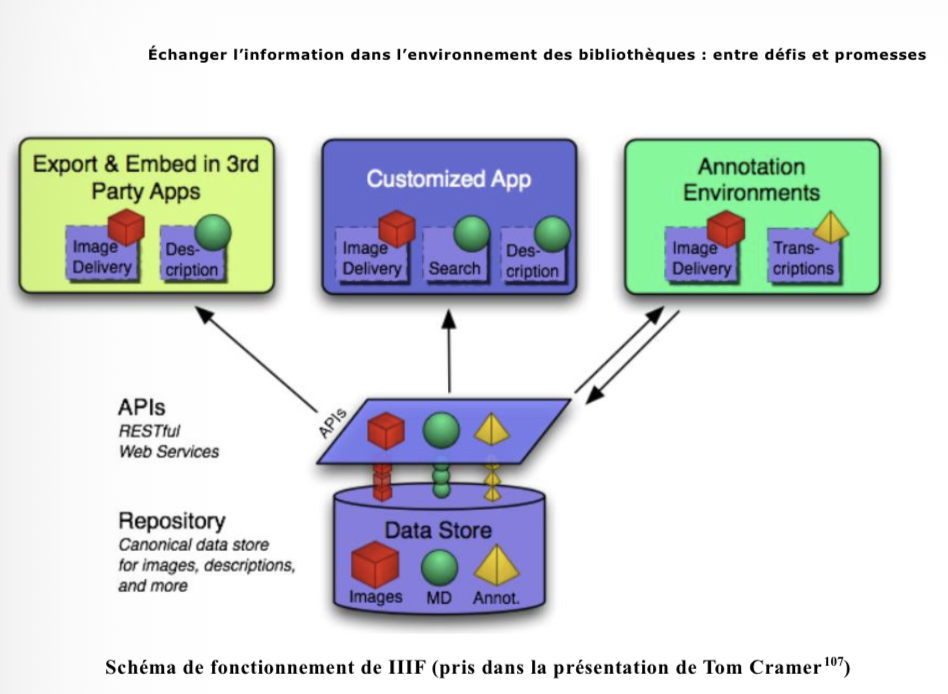 Échanger l’information dans l’environnement des bibliothèques : entre défis et promesses
Export & Embed in 3rd
Party Apps
Image
Delivery
Des-
cription
Customized App
Image
Delivery
Search
Des-
cription
Annotation
Environments
Image
Delivery
Trans-
criptions
APIs
RESTful
Web Services
APIs
Repository
Canonical data store
for images, descriptions,
and more
Data Store
Images
MD
Annot.
Schéma de fonctionnement de IIIF (pris dans la présentation de Tom Cramer107)